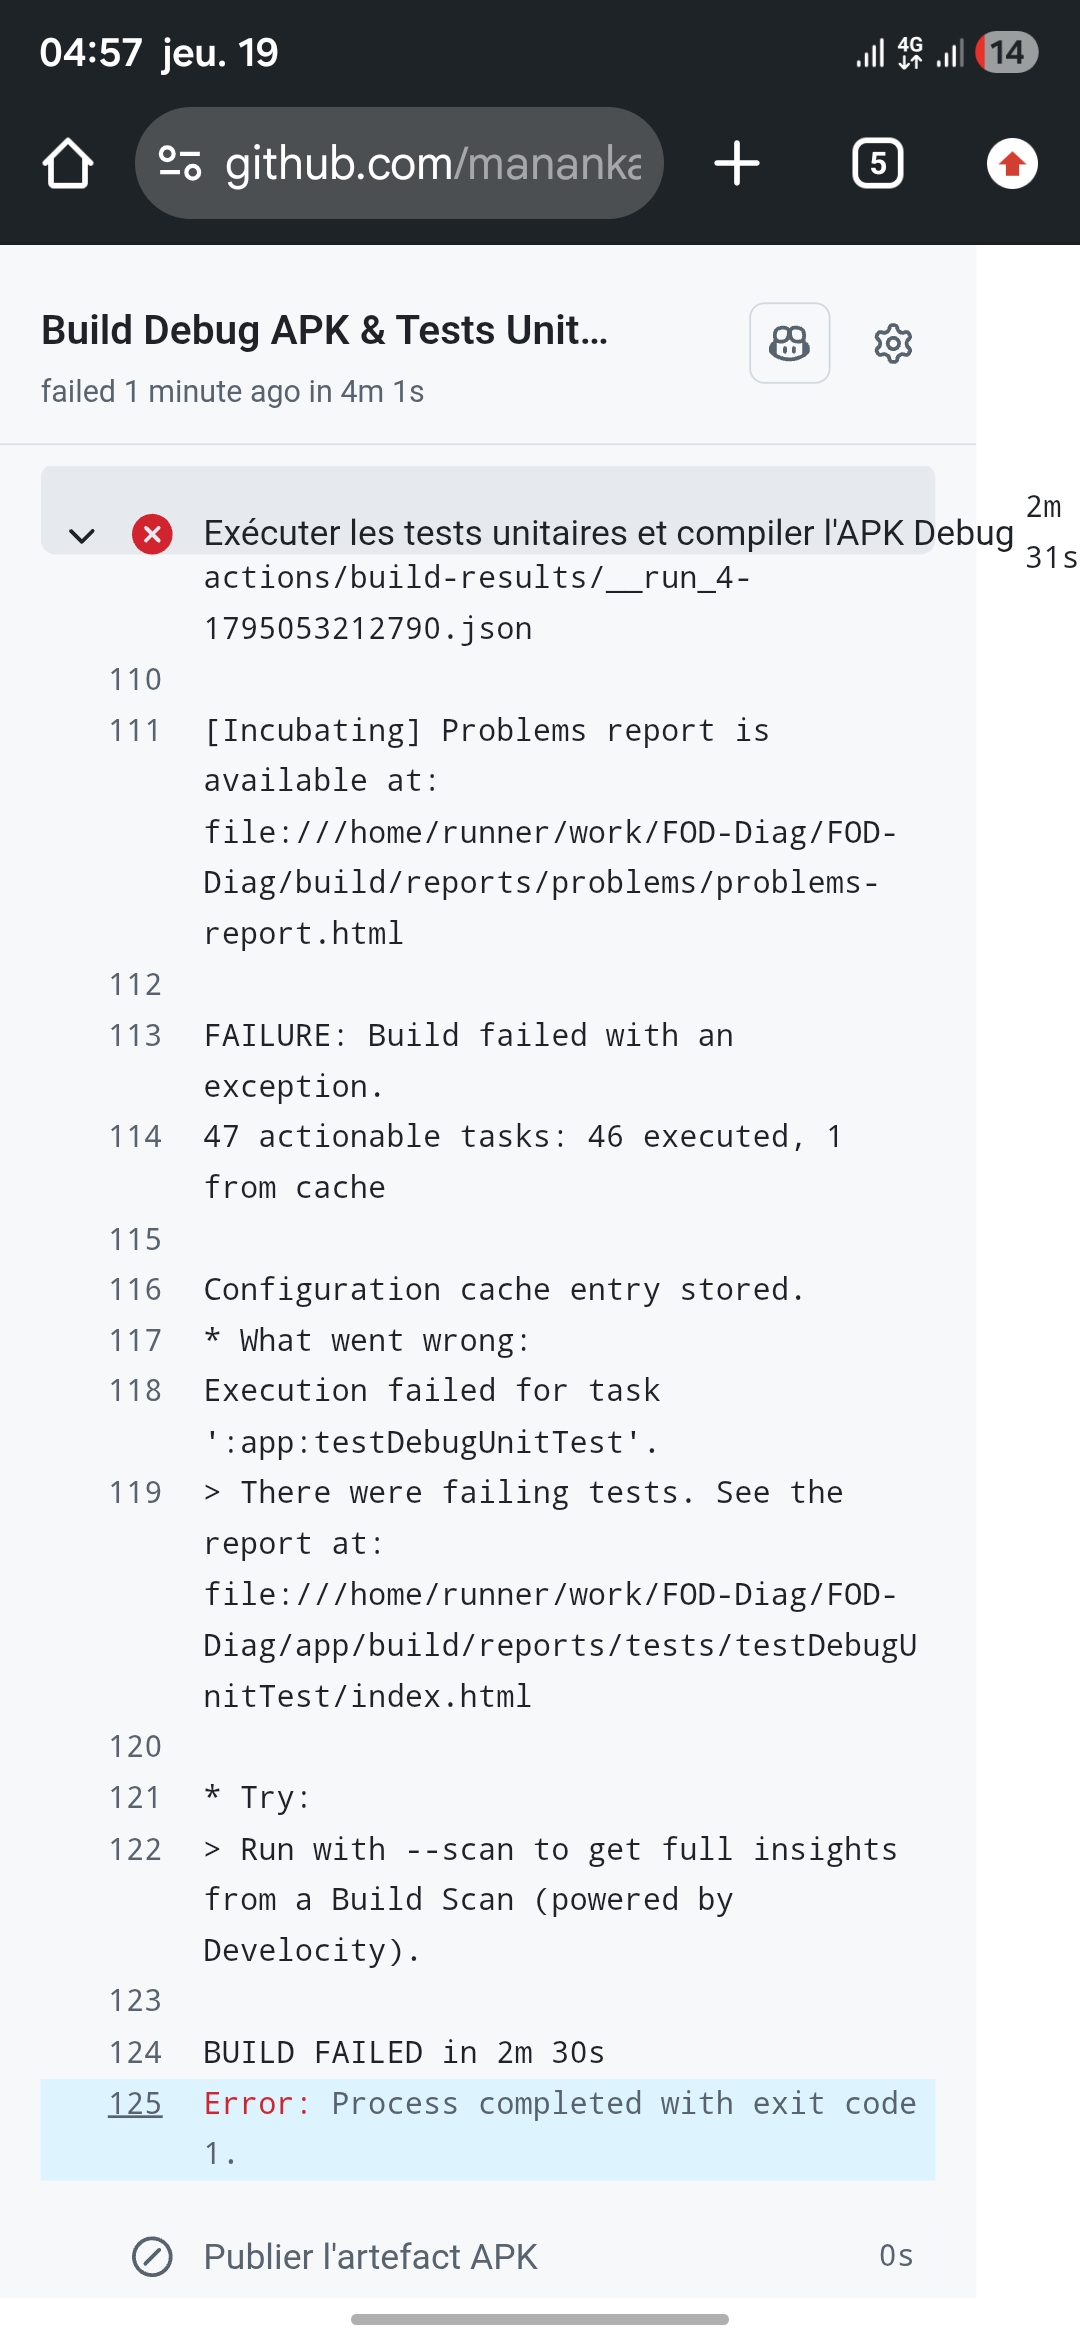 04:57 jeu. 19
4G
14
github.com/mananka
5
Build Debug APK & Tests Unit...
failed 1 minute ago in 4m 1s
Exécuter les tests unitaires et compiler l'APK Debug
2m
31s
actions/build-results/__run_4-
1795053212790.json
110
111 [Incubating] Problems report is
available at:
file:///home/runner/work/FOD-Diag/FOD-
Diag/build/reports/problems/problems-
report.html
112
113 FAILURE: Build failed with an
exception.
114 47 actionable tasks: 46 executed, 1
from cache
115
116 Configuration cache entry stored.
117 * What went wrong:
118 Execution failed for task
':app:testDebugUnitTest'.
119 > There were failing tests. See the
report at:
file:///home/runner/work/FOD-Diag/FOD-
Diag/app/build/reports/tests/testDebugU
nitTest/index.html
120
121 * Try:
122 > Run with --scan to get full insights
from a Build Scan (powered by
Develocity).
123
124 BUILD FAILED in 2m 30s
125 Error: Process completed with exit code
1.
Publier l'artefact APK 0s